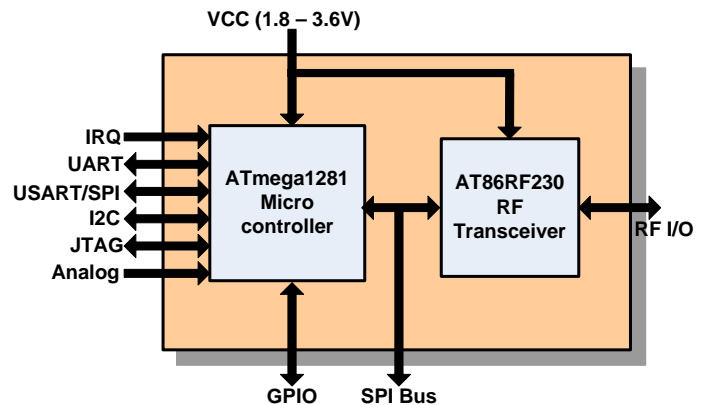 VCC (1.8 – 3.6V)
IRQ
UART
USART/SPI
I2C
JTAG
Analog
ATmega1281
Micro
controller
AT86RF230
RF
Transceiver
RF I/O
GPIO
SPI Bus